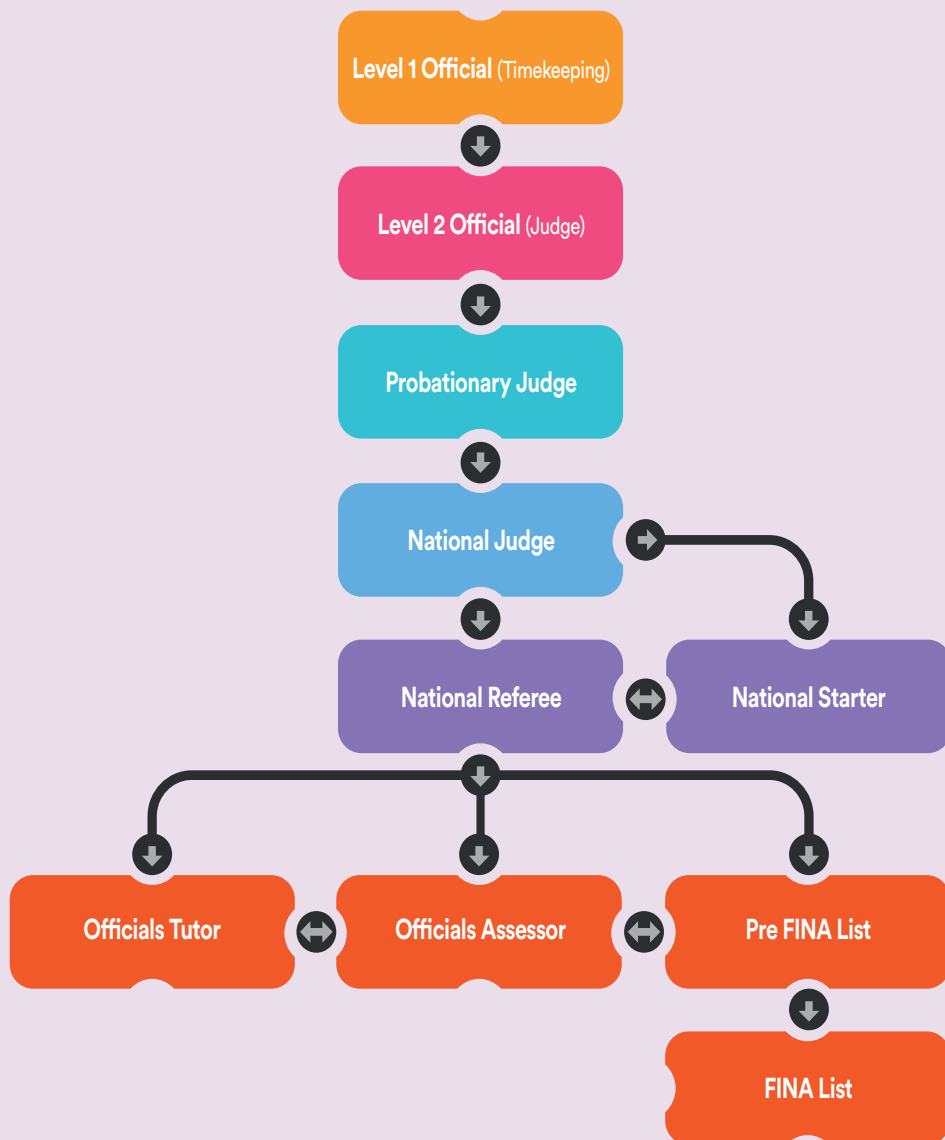 Level 1 Official (Timekeeping)
Level 2 Official (Judge)
Probationary Judge
National Judge
National Referee
National Starter
Officials Tutor
Officials Assessor
Pre FINA List
FINA List